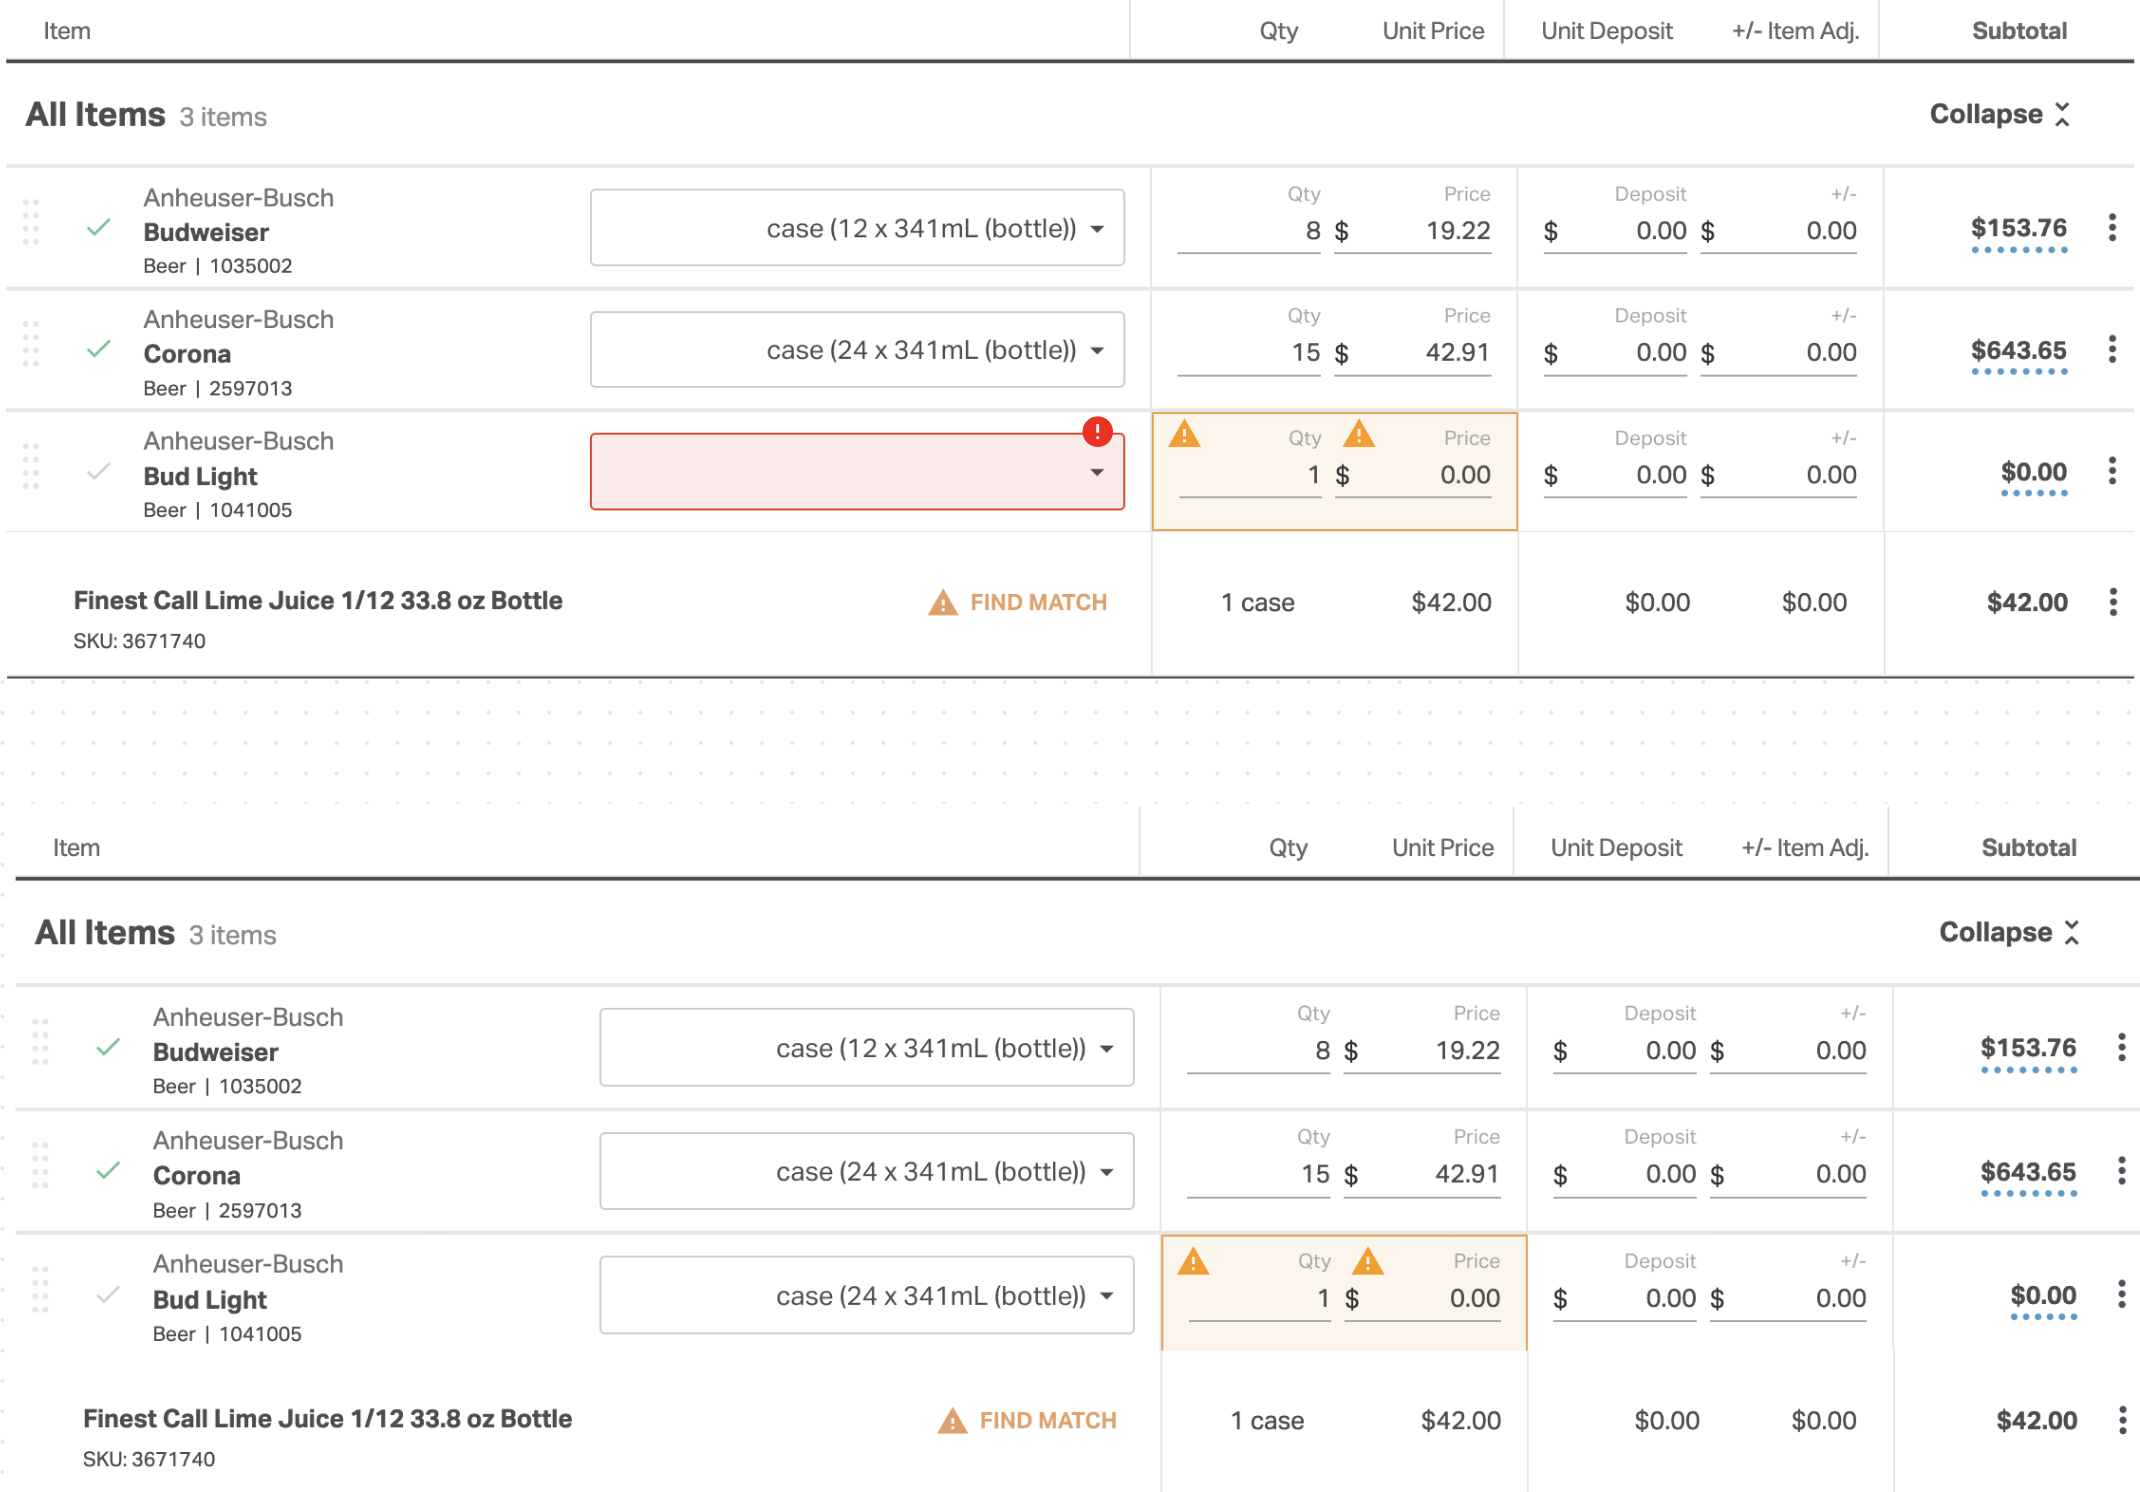 Item Qty Unit Price Unit Deposit +/- Item Adj. Subtotal
All Items 3 items Collapse
Anheuser-Busch
Budweiser
Beer | 1035002
case (12 x 341mL (bottle))
Qty Price Deposit +/-
8 $ 19.22 $ 0.00 $ 0.00 $153.76
Anheuser-Busch
Corona
Beer | 2597013
case (24 x 341mL (bottle))
Qty Price Deposit +/-
15 $ 42.91 $ 0.00 $ 0.00 $643.65
Anheuser-Busch
Bud Light
Beer | 1041005
Qty Price Deposit +/-
1 $ 0.00 $ 0.00 $ 0.00 $0.00
Finest Call Lime Juice 1/12 33.8 oz Bottle
SKU: 3671740
FIND MATCH 1 case $42.00 $0.00 $0.00 $42.00
Item Qty Unit Price Unit Deposit +/- Item Adj. Subtotal
All Items 3 items Collapse
Anheuser-Busch
Budweiser
Beer | 1035002
case (12 x 341mL (bottle))
Qty Price Deposit +/-
8 $ 19.22 $ 0.00 $ 0.00 $153.76
Anheuser-Busch
Corona
Beer | 2597013
case (24 x 341mL (bottle))
Qty Price Deposit +/-
15 $ 42.91 $ 0.00 $ 0.00 $643.65
Anheuser-Busch
Bud Light
Beer | 1041005
case (24 x 341mL (bottle))
Qty Price Deposit +/-
1 $ 0.00 $ 0.00 $ 0.00 $0.00
Finest Call Lime Juice 1/12 33.8 oz Bottle
SKU: 3671740
FIND MATCH 1 case $42.00 $0.00 $0.00 $42.00